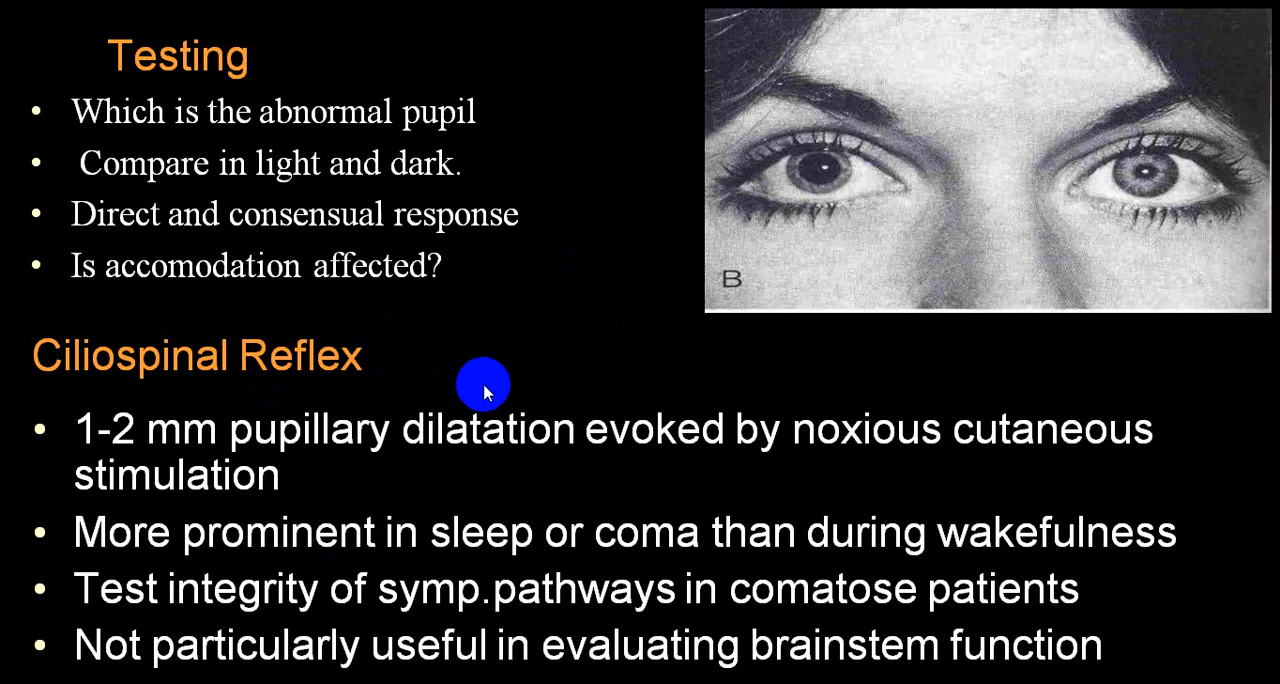 Testing
• Which is the abnormal pupil
• Compare in light and dark.
• Direct and consensual response
• Is accomodation affected?
B
Ciliospinal Reflex
• 1-2 mm pupillary dilatation evoked by noxious cutaneous
stimulation
• More prominent in sleep or coma than during wakefulness
• Test integrity of symp.pathways in comatose patients
• Not particularly useful in evaluating brainstem function